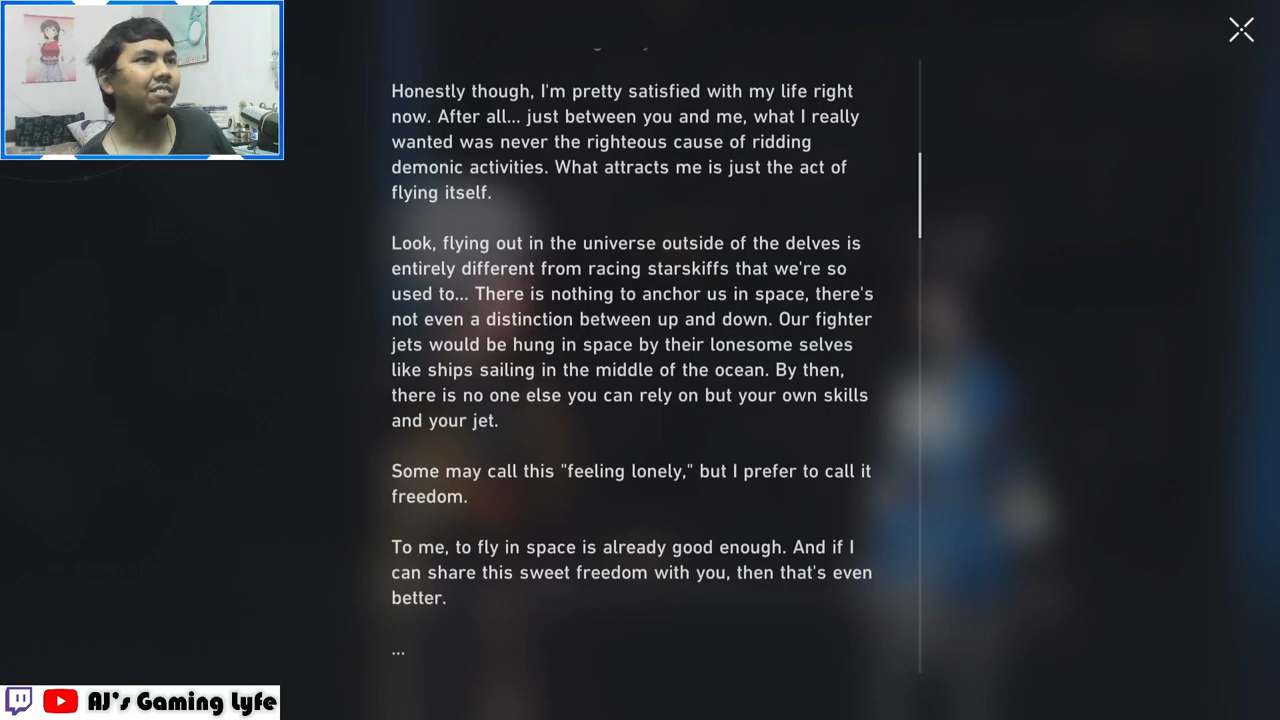 Honestly though, I'm pretty satisfied with my life right
now. After all... just between you and me, what I really
wanted was never the righteous cause of ridding
demonic activities. What attracts me is just the act of
flying itself.
Look, flying out in the universe outside of the delves is
entirely different from racing starskiffs that we're so
used to... There is nothing to anchor us in space, there's
not even a distinction between up and down. Our fighter
jets would be hung in space by their lonesome selves
like ships sailing in the middle of the ocean. By then,
there is no one else you can rely on but your own skills
and your jet.
Some may call this "feeling lonely," but I prefer to call it
freedom.
To me, to fly in space is already good enough. And if I
can share this sweet freedom with you, then that's even
better.
...
AJ's Gaming Lyfe